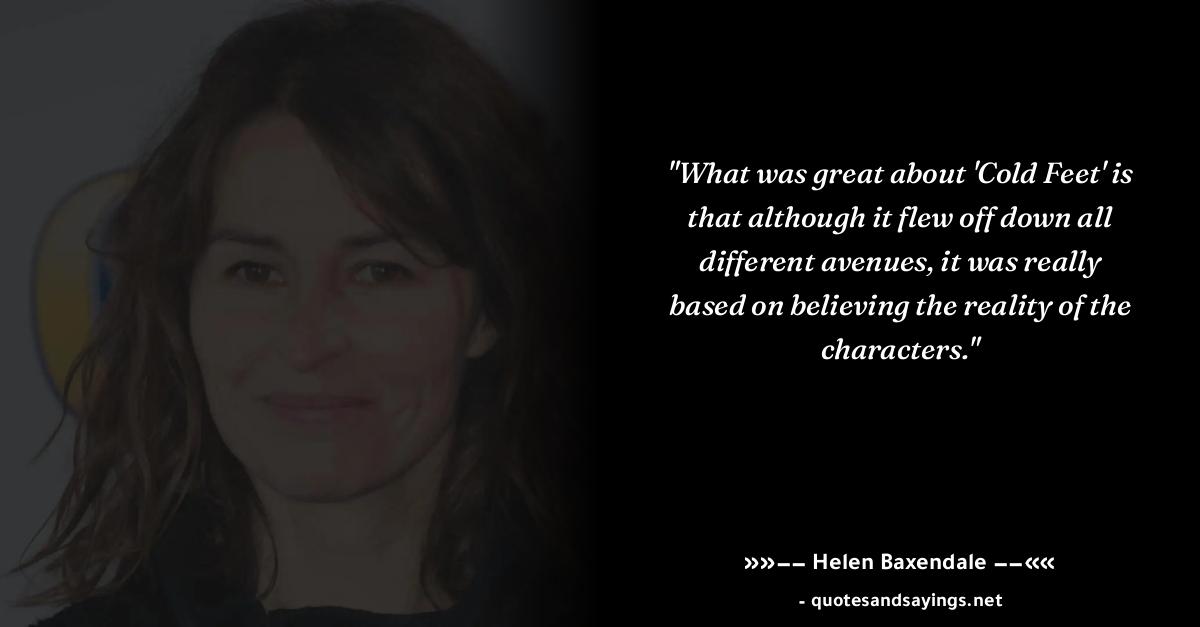 "What was great about 'Cold Feet' is
that although it flew off down all
different avenues, it was really
based on believing the reality of the
characters."
»»–– Helen Baxendale ––««
- quotesandsayings.net